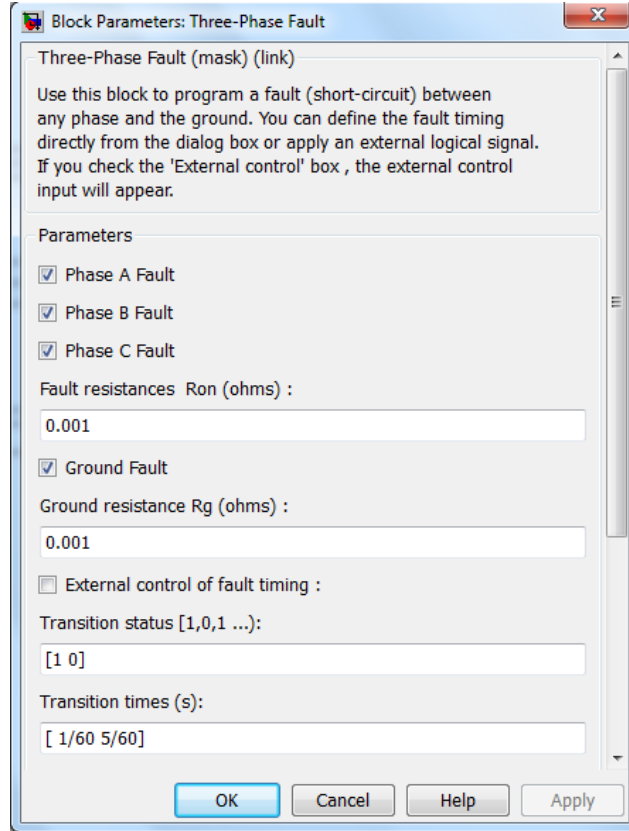 Block Parameters: Three-Phase Fault
Three-Phase Fault (mask) (link)
Use this block to program a fault (short-circuit) between
any phase and the ground. You can define the fault timing
directly from the dialog box or apply an external logical signal.
If you check the 'External control' box , the external control
input will appear.
Parameters
Phase A Fault
Phase B Fault
Phase C Fault
Fault resistances  Ron (ohms) :
0.001
Ground Fault
Ground resistance Rg (ohms) :
0.001
External control of fault timing :
Transition status [1,0,1 ...):
[1 0]
Transition times (s):
[ 1/60 5/60]
OK Cancel Help Apply